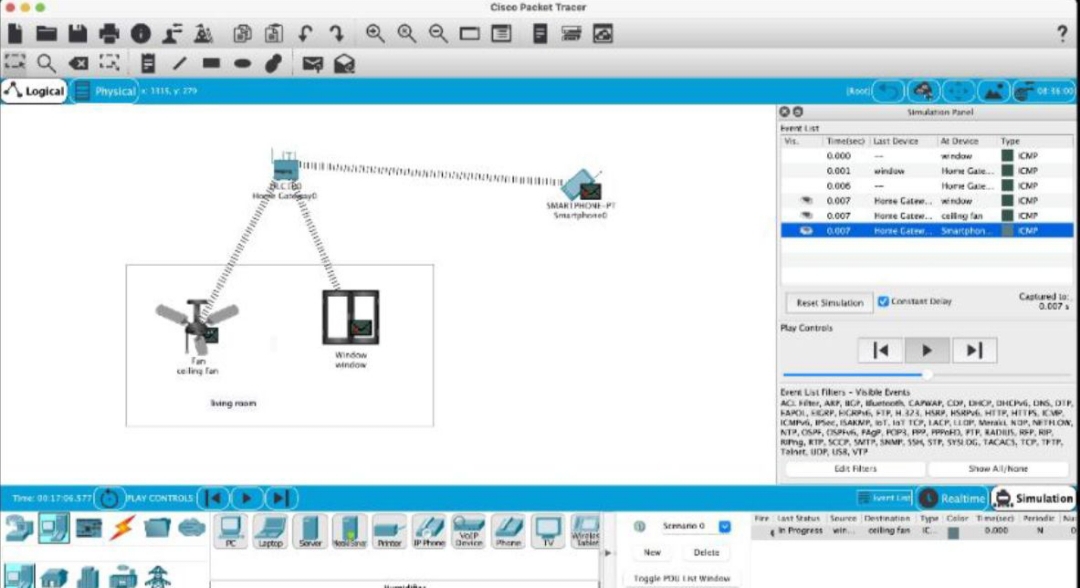 Cisco Packet Tracer
?
Logical
Physical
x: 1315, y: 279
[Root]
08:36:00
Simulation Panel
Event List
Vis. Time(sec) Last Device At Device Type
0.000 --- window ICMP
0.001 window Home Gate... ICMP
0.006 --- Home Gate... ICMP
0.007 Home Gatew... window ICMP
0.007 Home Gatew... ceiling fan ICMP
0.007 Home Gatew... Smartphon... ICMP
Home Gateway0
SMARTPHONE-PT
Smartphone0
Reset Simulation
Constant Delay
Captured to:
0.007 s
Play Controls
Fan
ceiling fan
Window
window
living room
Event List Filters - Visible Events
ACL Filter, ARP, BGP, Bluetooth, CAPWAP, CDP, DHCP, DHCPv6, DNS, DTP,
EAPOL, EIGRP, EIGRPv6, FTP, H.323, HSRP, HSRPv6, HTTP, HTTPS, ICMP,
ICMPv6, IPSec, ISAKMP, IoT, IoT TCP, LACP, LLDP, Meraki, NDP, NETFLOW,
NTP, OSPF, OSPFv6, PAgP, POP3, PPP, PPPoED, PTP, RADIUS, REP, RIP,
RIPng, RTP, SCCP, SMTP, SNMP, SSH, STP, SYSLOG, TACACS, TCP, TFTP,
Telnet, UDP, USB, VTP
Edit Filters
Show All/None
Time: 00:17:06.577
PLAY CONTROLS
Event List
Realtime
Simulation
PC
Laptop
Server
Printer
IP Phone
VoIP
Device
Phone
TV
Wireless
Tablet
Scenario 0
New
Delete
Toggle PDU List Window
Fire Last Status Source Destination Type Color Time(sec) Periodic Nu
In Progress win... ceiling fan IC... 0.000 N